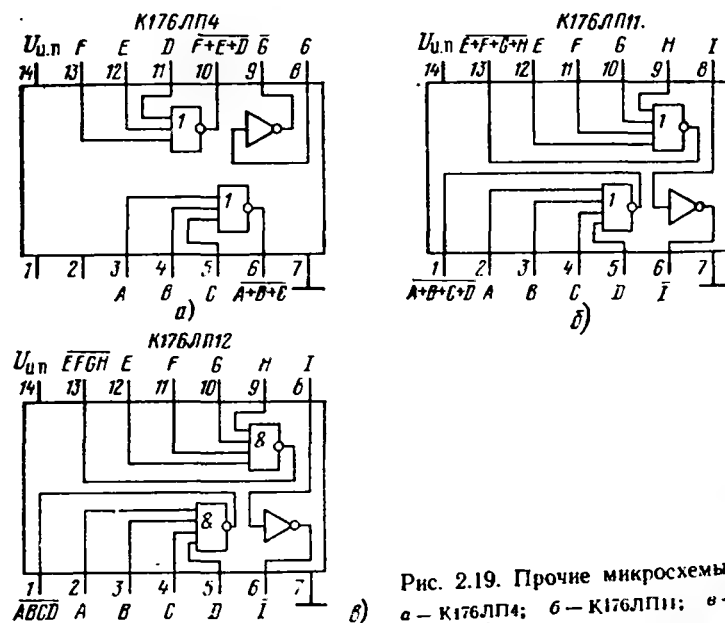 К176ЛП4
U и.п F E D F+E+D G̅ G
14 13 12 11 10 9 8
1
1
1 2 3 4 5 6 7
A B C A+B+C
а)
К176ЛП11.
U и.п E+F+G+H E F G H I
14 13 12 11 10 9 8
1
1
1 2 3 4 5 6 7
A+B+C+D A B C D I̅
б)
К176ЛП12
U и.п EFGH E F G H I
14 13 12 11 10 9 8
&
&
1 2 3 4 5 6 7
ABCD A B C D I̅
в)
Рис. 2.19. Прочие микросхемы
а — К176ЛП4; б — К176ЛП11; в —